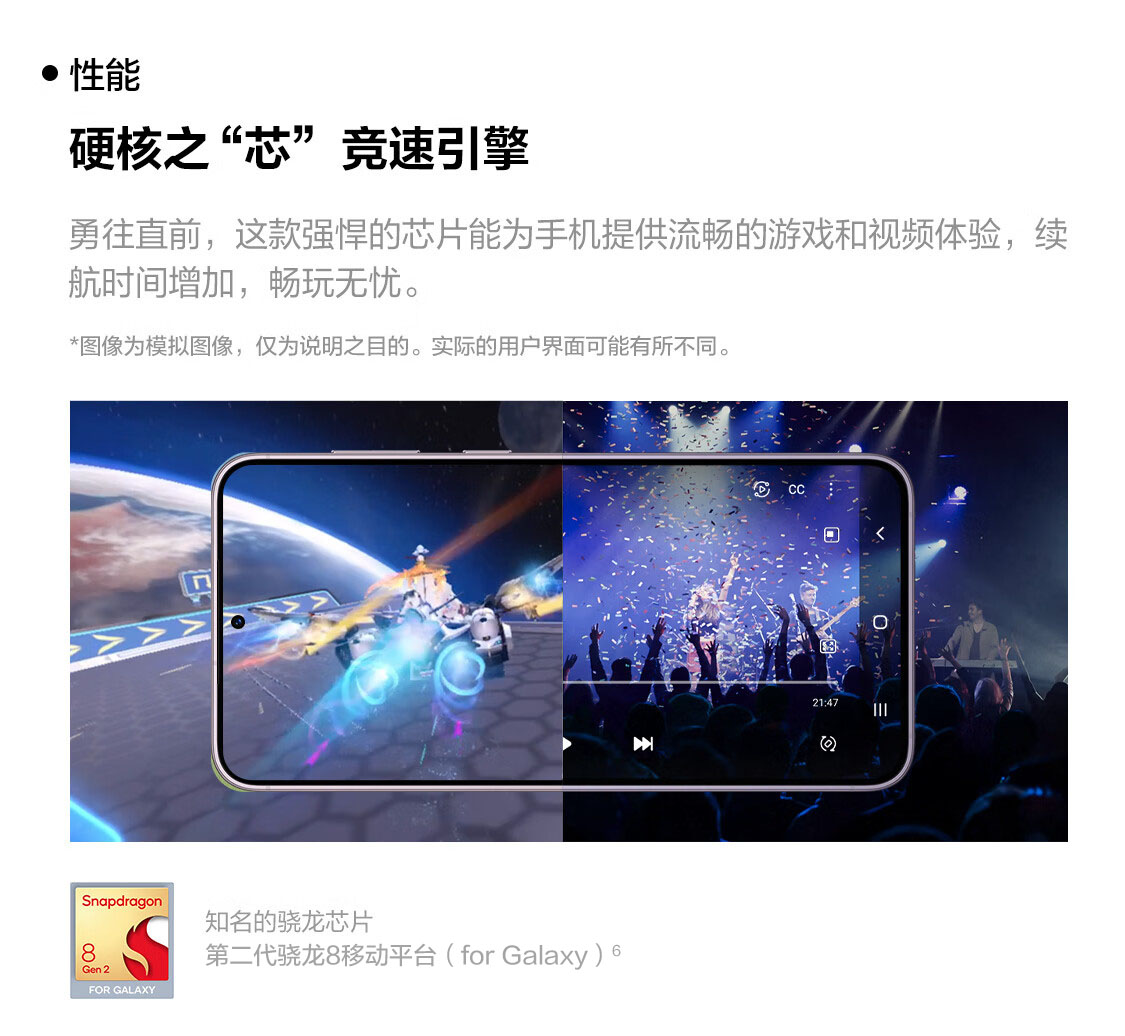 • 性能
硬核之“芯”竞速引擎
勇往直前，这款强悍的芯片能为手机提供流畅的游戏和视频体验，续
航时间增加，畅玩无忧。
*图像为模拟图像，仅为说明之目的。实际的用户界面可能有所不同。
CC
21:47
Snapdragon
8
Gen 2
FOR GALAXY
知名的骁龙芯片
第二代骁龙8移动平台（for Galaxy）6